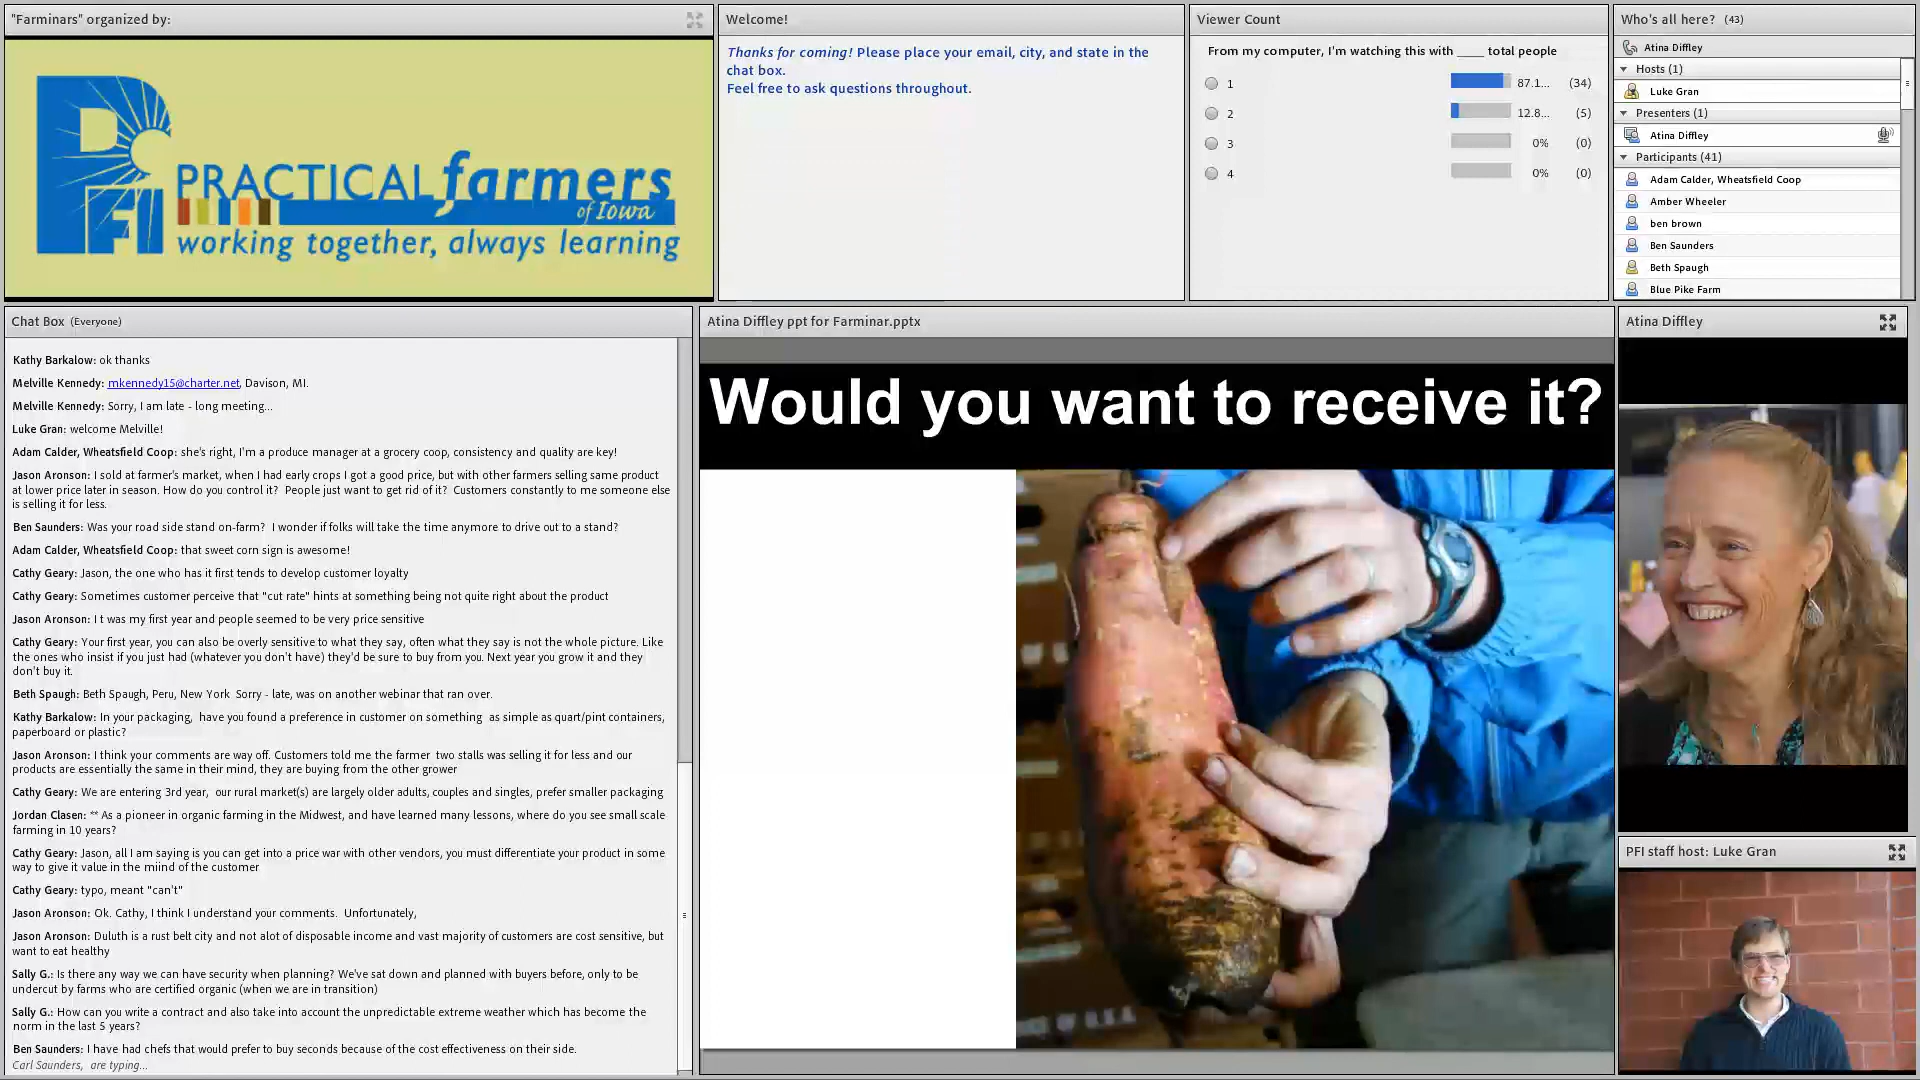 "Farminars" organized by:
PRACTICAL farmers
of Iowa
working together, always learning
PFI
Welcome!
Thanks for coming! Please place your email, city, and state in the
chat box.
Feel free to ask questions throughout.
Viewer Count
From my computer, I'm watching this with ____ total people
1 87.1... (34)
2 12.8... (5)
3 0% (0)
4 0% (0)
Who's all here? (43)
Atina Diffley
Hosts (1)
Luke Gran
Presenters (1)
Atina Diffley
Participants (41)
Adam Calder, Wheatsfield Coop
Amber Wheeler
ben brown
Ben Saunders
Beth Spaugh
Blue Pike Farm
Chat Box (Everyone)
Kathy Barkalow: ok thanks
Melville Kennedy: mkennedy15@charter.net, Davison, MI.
Melville Kennedy: Sorry, I am late - long meeting...
Luke Gran: welcome Melville!
Adam Calder, Wheatsfield Coop: she's right, I'm a produce manager at a grocery coop, consistency and quality are key!
Jason Aronson: I sold at farmer's market, when I had early crops I got a good price, but with other farmers selling same product
at lower price later in season. How do you control it? People just want to get rid of it? Customers constantly to me someone else
is selling it for less.
Ben Saunders: Was your road side stand on-farm? I wonder if folks will take the time anymore to drive out to a stand?
Adam Calder, Wheatsfield Coop: that sweet corn sign is awesome!
Cathy Geary: Jason, the one who has it first tends to develop customer loyalty
Cathy Geary: Sometimes customer perceive that "cut rate" hints at something being not quite right about the product
Jason Aronson: I t was my first year and people seemed to be very price sensitive
Cathy Geary: Your first year, you can also be overly sensitive to what they say, often what they say is not the whole picture. Like
the ones who insist if you just had (whatever you don't have) they'd be sure to buy from you. Next year you grow it and they
don't buy it.
Beth Spaugh: Beth Spaugh, Peru, New York Sorry - late, was on another webinar that ran over.
Kathy Barkalow: In your packaging, have you found a preference in customer on something as simple as quart/pint containers,
paperboard or plastic?
Jason Aronson: I think your comments are way off. Customers told me the farmer two stalls was selling it for less and our
products are essentially the same in their mind, they are buying from the other grower
Cathy Geary: We are entering 3rd year, our rural market(s) are largely older adults, couples and singles, prefer smaller packaging
Jordan Clasen: ** As a pioneer in organic farming in the Midwest, and have learned many lessons, where do you see small scale
farming in 10 years?
Cathy Geary: Jason, all I am saying is you can get into a price war with other vendors, you must differentiate your product in some
way to give it value in the miind of the customer
Cathy Geary: typo, meant "can't"
Jason Aronson: Ok. Cathy, I think I understand your comments. Unfortunately,
Jason Aronson: Duluth is a rust belt city and not alot of disposable income and vast majority of customers are cost sensitive, but
want to eat healthy
Sally G.: Is there any way we can have security when planning? We've sat down and planned with buyers before, only to be
undercut by farms who are certified organic (when we are in transition)
Sally G.: How can you write a contract and also take into account the unpredictable extreme weather which has become the
norm in the last 5 years?
Ben Saunders: I have had chefs that would prefer to buy seconds because of the cost effectiveness on their side.
Carl Saunders, are typing...
Atina Diffley ppt for Farminar.pptx
Would you want to receive it?
Atina Diffley
PFI staff host: Luke Gran